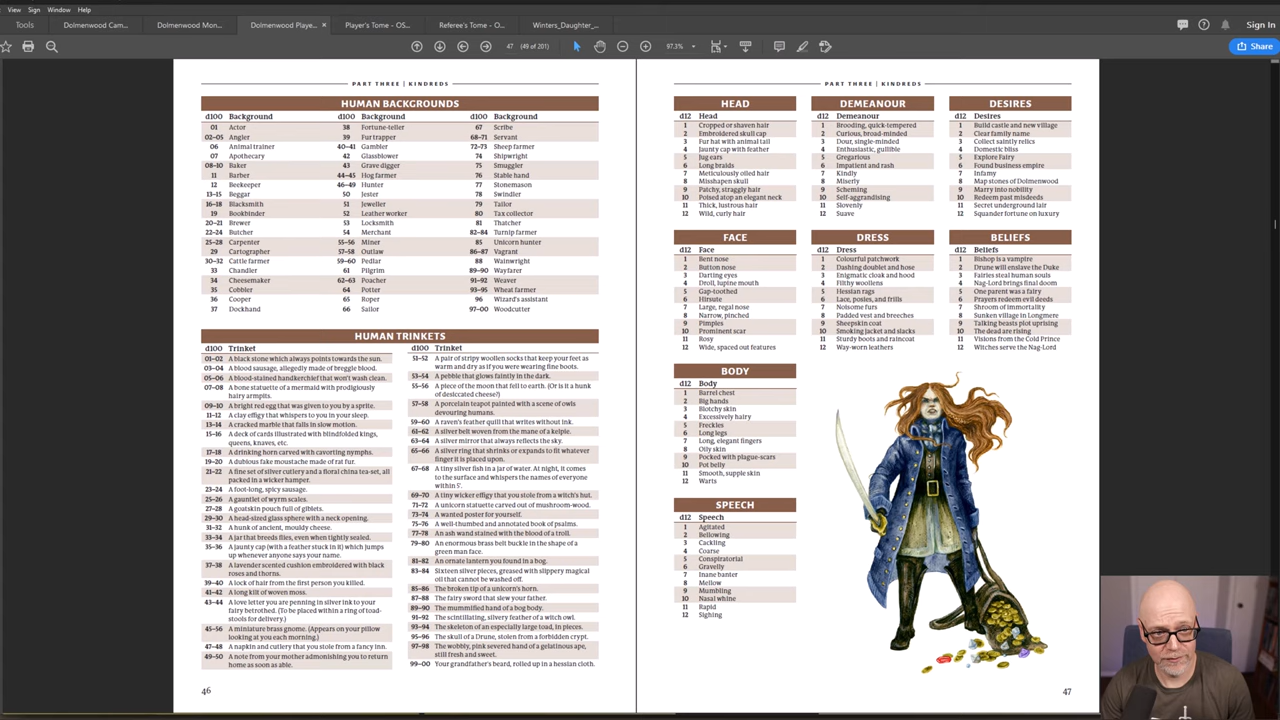 View Sign Window Help
Tools Dolmenwood Cam... Dolmenwood Mon... Dolmenwood Playe... × Player's Tome - OS... Referee's Tome - O... Winters_Daughter_... Sign In
47 (49 of 201) 97.3% Share
PART THREE | KINDREDS
HUMAN BACKGROUNDS
d100 Background d100 Background d100 Background
01 Actor 38 Fortune-teller 67 Scribe
02–05 Angler 39 Fur trapper 68–71 Servant
06 Animal trainer 40–41 Gambler 72–73 Sheep farmer
07 Apothecary 42 Glassblower 74 Shipwright
08–10 Baker 43 Grave digger 75 Smuggler
11 Barber 44–45 Hog farmer 76 Stable hand
12 Beekeeper 46–49 Hunter 77 Stonemason
13–15 Beggar 50 Jester 78 Swindler
16–18 Blacksmith 51 Jeweller 79 Tailor
19 Bookbinder 52 Leather worker 80 Tax collector
20–21 Brewer 53 Locksmith 81 Thatcher
22–24 Butcher 54 Merchant 82–84 Turnip farmer
25–28 Carpenter 55–56 Miner 85 Unicorn hunter
29 Cartographer 57–58 Outlaw 86–87 Vagrant
30–32 Cattle farmer 59–60 Pedlar 88 Wainwright
33 Chandler 61 Pilgrim 89–90 Wayfarer
34 Cheesemaker 62–63 Poacher 91–92 Weaver
35 Cobbler 64 Potter 93–95 Wheat farmer
36 Cooper 65 Roper 96 Wizard's assistant
37 Dockhand 66 Sailor 97–00 Woodcutter
HUMAN TRINKETS
d100 Trinket
01–02 A black stone which always points towards the sun.
03–04 A blood sausage, allegedly made of breggle blood.
05–06 A blood-stained handkerchief that won't wash clean.
07–08 A bone statuette of a mermaid with prodigiously
hairy armpits.
09–10 A bright red egg that was given to you by a sprite.
11–12 A clay effigy that whispers to you in your sleep.
13–14 A cracked marble that falls in slow motion.
15–16 A deck of cards illustrated with blindfolded kings,
queens, knaves, etc.
17–18 A drinking horn carved with cavorting nymphs.
19–20 A dubious fake moustache made of rat fur.
21–22 A fine set of silver cutlery and a floral china tea-set, all
packed in a wicker hamper.
23–24 A foot-long, spicy sausage.
25–26 A gauntlet of wyrm scales.
27–28 A goatskin pouch full of giblets.
29–30 A head-sized glass sphere with a neck opening.
31–32 A hunk of ancient, mouldy cheese.
33–34 A jar that breeds flies, even when tightly sealed.
35–36 A jaunty cap (with a feather stuck in it) which jumps
up whenever anyone says your name.
37–38 A lavender scented cushion embroidered with black
roses and thorns.
39–40 A lock of hair from the first person you killed.
41–42 A long kilt of woven moss.
43–44 A love letter you are penning in silver ink to your
fairy betrothed. (To be placed within a ring of toad-
stools for delivery.)
45–56 A miniature brass gnome. (Appears on your pillow
looking at you each morning.)
47–48 A napkin and cutlery that you stole from a fancy inn.
49–50 A note from your mother admonishing you to return
home as soon as able.
d100 Trinket
51–52 A pair of stripy woollen socks that keep your feet as
warm and dry as if you were wearing fine boots.
53–54 A pebble that glows faintly in the dark.
55–56 A piece of the moon that fell to earth. (Or is it a hunk
of desiccated cheese?)
57–58 A porcelain teapot painted with a scene of owls
devouring humans.
59–60 A raven's feather quill that writes without ink.
61–62 A silver belt woven from the mane of a kelpie.
63–64 A silver mirror that always reflects the sky.
65–66 A silver ring that shrinks or expands to fit whatever
finger it is placed upon.
67–68 A tiny silver fish in a jar of water. At night, it comes
to the surface and whispers the names of everyone
within 5′.
69–70 A tiny wicker effigy that you stole from a witch's hut.
71–72 A unicorn statuette carved out of mushroom-wood.
73–74 A wanted poster for yourself.
75–76 A well-thumbed and annotated book of psalms.
77–78 An ash wand stained with the blood of a troll.
79–80 An enormous brass belt buckle in the shape of a
green man face.
81–82 An ornate lantern you found in a bog.
83–84 Sixteen silver pieces, greased with slippery magical
oil that cannot be washed off.
85–86 The broken tip of a unicorn's horn.
87–88 The fairy sword that slew your father.
89–90 The mummified hand of a bog body.
91–92 The scintillating, silvery feather of a witch owl.
93–94 The skeleton of an especially large toad, in pieces.
95–96 The skull of a Drune, stolen from a forbidden crypt.
97–98 The wobbly, pink severed hand of a gelatinous ape,
still fresh and sweet.
99–00 Your grandfather's beard, rolled up in a hessian cloth.
46
PART THREE | KINDREDS
HEAD
d12 Head
1 Cropped or shaven hair
2 Embroidered skull cap
3 Fur hat with animal tail
4 Jaunty cap with feather
5 Jug ears
6 Long braids
7 Meticulously oiled hair
8 Misshapen skull
9 Patchy, straggly hair
10 Poised atop an elegant neck
11 Thick, lustrous hair
12 Wild, curly hair
DEMEANOUR
d12 Demeanour
1 Brooding, quick-tempered
2 Curious, broad-minded
3 Dour, single-minded
4 Enthusiastic, gullible
5 Gregarious
6 Impatient and rash
7 Kindly
8 Miserly
9 Scheming
10 Self-aggrandising
11 Slovenly
12 Suave
DESIRES
d12 Desires
1 Build castle and new village
2 Clear family name
3 Collect saintly relics
4 Domestic bliss
5 Explore Fairy
6 Found business empire
7 Infamy
8 Map stones of Dolmenwood
9 Marry into nobility
10 Redeem past misdeeds
11 Secret underground lair
12 Squander fortune on luxury
FACE
d12 Face
1 Bent nose
2 Button nose
3 Darting eyes
4 Droll, lupine mouth
5 Gap-toothed
6 Hirsute
7 Large, regal nose
8 Narrow, pinched
9 Pimples
10 Prominent scar
11 Rosy
12 Wide, spaced out features
DRESS
d12 Dress
1 Colourful patchwork
2 Dashing doublet and hose
3 Enigmatic cloak and hood
4 Filthy woollens
5 Hessian rags
6 Lace, posies, and frills
7 Noisome furs
8 Padded vest and breeches
9 Sheepskin coat
10 Smoking jacket and slacks
11 Sturdy boots and raincoat
12 Way-worn leathers
BELIEFS
d12 Beliefs
1 Bishop is a vampire
2 Drune will enslave the Duke
3 Fairies steal human souls
4 Nag-Lord brings final doom
5 One parent was a fairy
6 Prayers redeem evil deeds
7 Shroom of immortality
8 Sunken village in Longmere
9 Talking beasts plot uprising
10 The dead are rising
11 Visions from the Cold Prince
12 Witches serve the Nag-Lord
BODY
d12 Body
1 Barrel chest
2 Big hands
3 Blotchy skin
4 Excessively hairy
5 Freckles
6 Long legs
7 Long, elegant fingers
8 Oily skin
9 Pocked with plague-scars
10 Pot belly
11 Smooth, supple skin
12 Warts
SPEECH
d12 Speech
1 Agitated
2 Bellowing
3 Cackling
4 Coarse
5 Conspiratorial
6 Gravelly
7 Inane banter
8 Mellow
9 Mumbling
10 Nasal whine
11 Rapid
12 Sighing
47